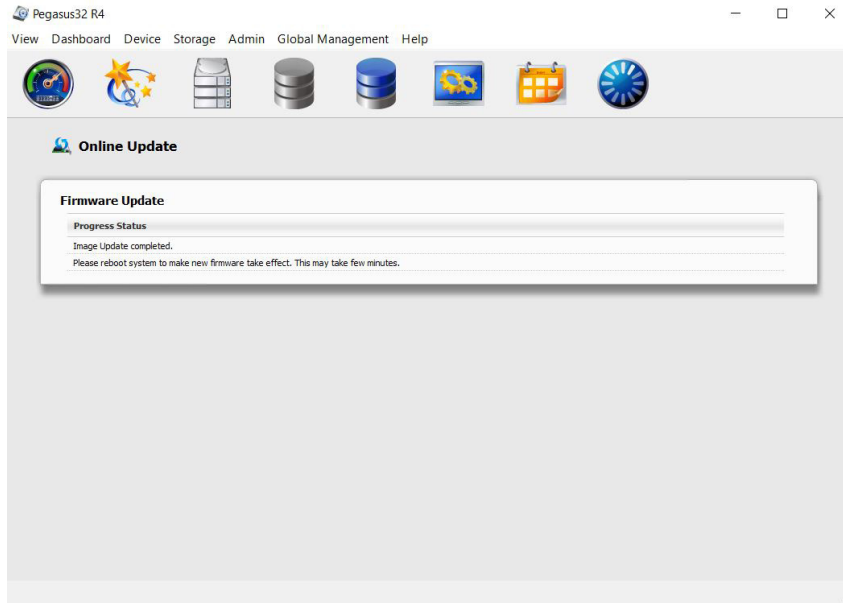 Pegasus32 R4
View Dashboard Device Storage Admin Global Management Help
Online Update
Firmware Update
Progress Status
Image Update completed.
Please reboot system to make new firmware take effect. This may take few minutes.